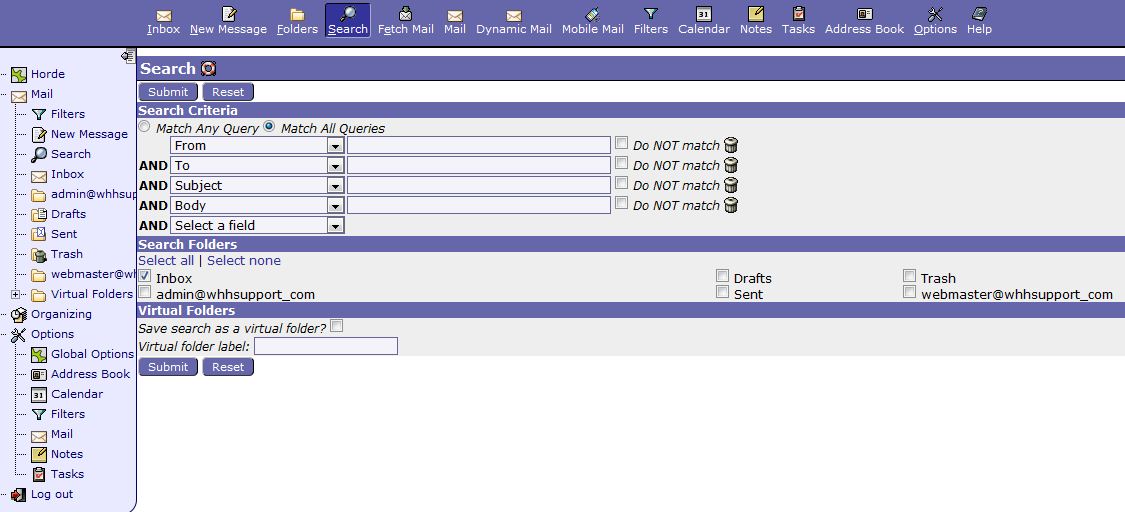 Inbox New Message Folders Search Fetch Mail Mail Dynamic Mail Mobile Mail Filters Calendar Notes Tasks Address Book Options Help
Horde
Mail
Filters
New Message
Search
Inbox
admin@whhsupp
Drafts
Sent
Trash
webmaster@wh
Virtual Folders
Organizing
Options
Global Options
Address Book
31 Calendar
Filters
Mail
Notes
Tasks
Log out
Search
Submit Reset
Search Criteria
Match Any Query Match All Queries
From Do NOT match
AND To Do NOT match
AND Subject Do NOT match
AND Body Do NOT match
AND Select a field
Search Folders
Select all | Select none
Inbox Drafts Trash
admin@whhsupport_com Sent webmaster@whhsupport_com
Virtual Folders
Save search as a virtual folder?
Virtual folder label:
Submit Reset